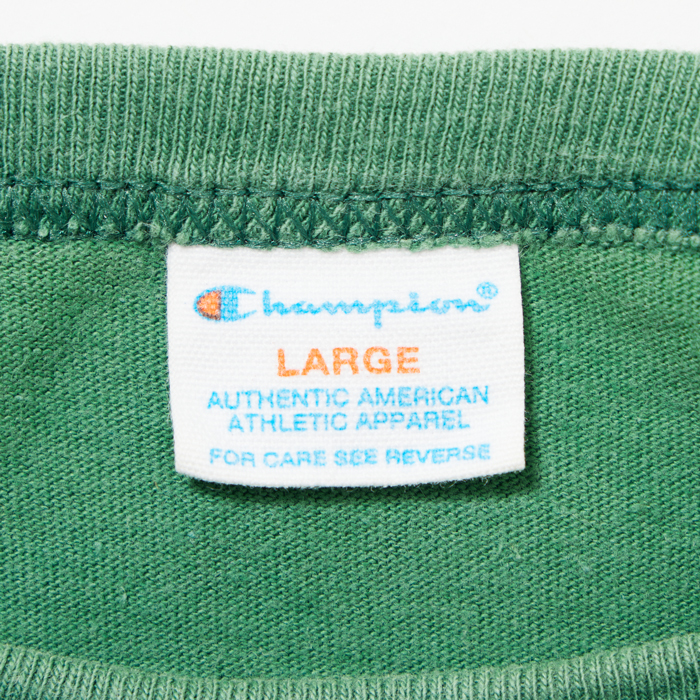 Champion®
LARGE
AUTHENTIC AMERICAN
ATHLETIC APPAREL
FOR CARE SEE REVERSE